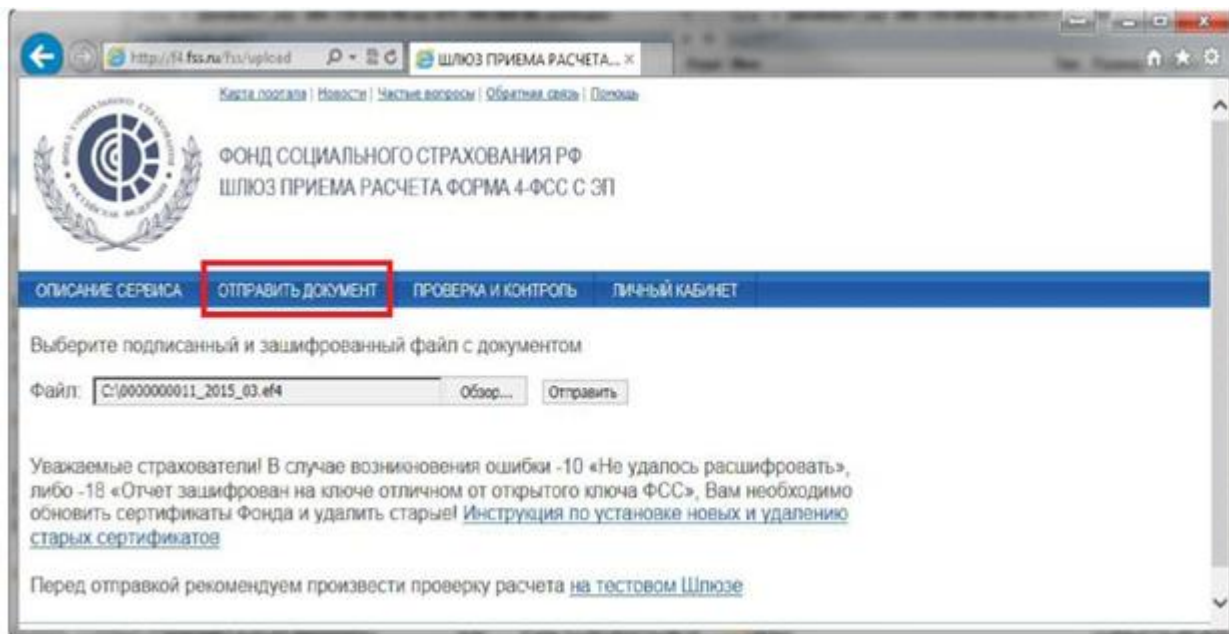 http://f4.fss.ru/fss/upload
ШЛЮЗ ПРИЕМА РАСЧЕТА...
Карта портала | Новости | Частые вопросы | Обратная связь | Помощь
ФОНД СОЦИАЛЬНОГО СТРАХОВАНИЯ РФ
ШЛЮЗ ПРИЕМА РАСЧЕТА ФОРМА 4-ФСС С ЭП
ОПИСАНИЕ СЕРВИСА ОТПРАВИТЬ ДОКУМЕНТ ПРОВЕРКА И КОНТРОЛЬ ЛИЧНЫЙ КАБИНЕТ
Выберите подписанный и зашифрованный файл с документом
Файл: C:\0000000011_2015_03.ef4 Обзор... Отправить
Уважаемые страхователи! В случае возникновения ошибки -10 «Не удалось расшифровать»,
либо -18 «Отчет зашифрован на ключе отличном от открытого ключа ФСС», Вам необходимо
обновить сертификаты Фонда и удалить старые! Инструкция по установке новых и удалению
старых сертификатов
Перед отправкой рекомендуем произвести проверку расчета на тестовом Шлюзе